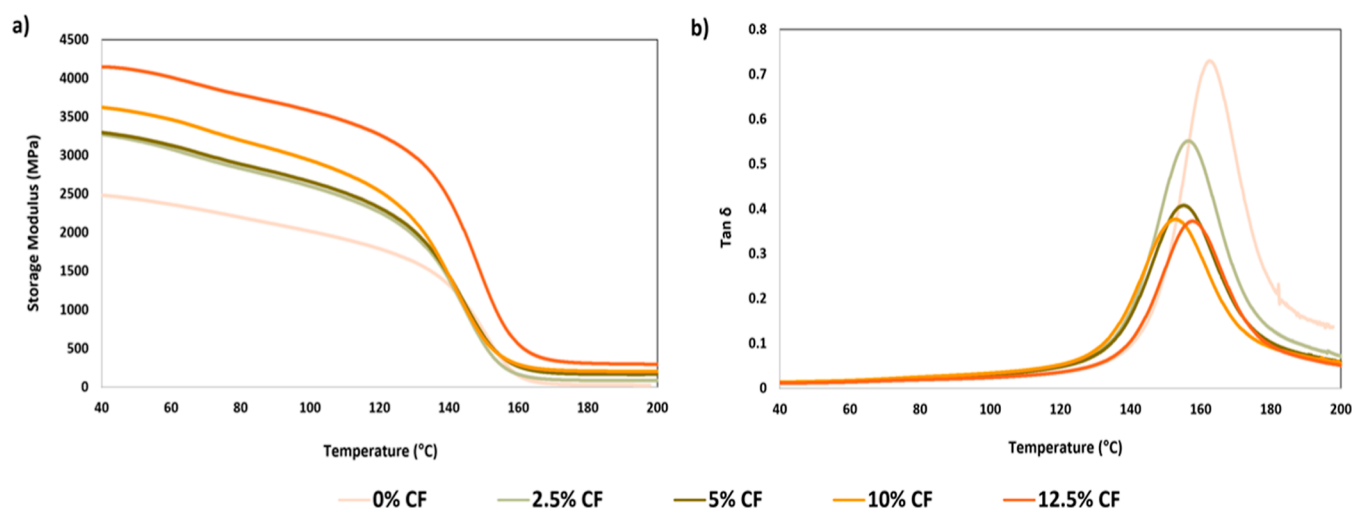 a)
4500
4000
3500
3000
2500
2000
1500
1000
500
0
Storage Modulus (MPa)
40 60 80 100 120 140 160 180 200
Temperature (°C)
b)
0.8
0.7
0.6
0.5
0.4
0.3
0.2
0.1
0
Tan δ
40 60 80 100 120 140 160 180 200
Temperature (°C)
0% CF 2.5% CF 5% CF 10% CF 12.5% CF